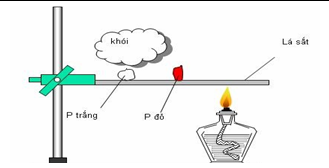 khói
Lá sắt
P trắng
P đỏ